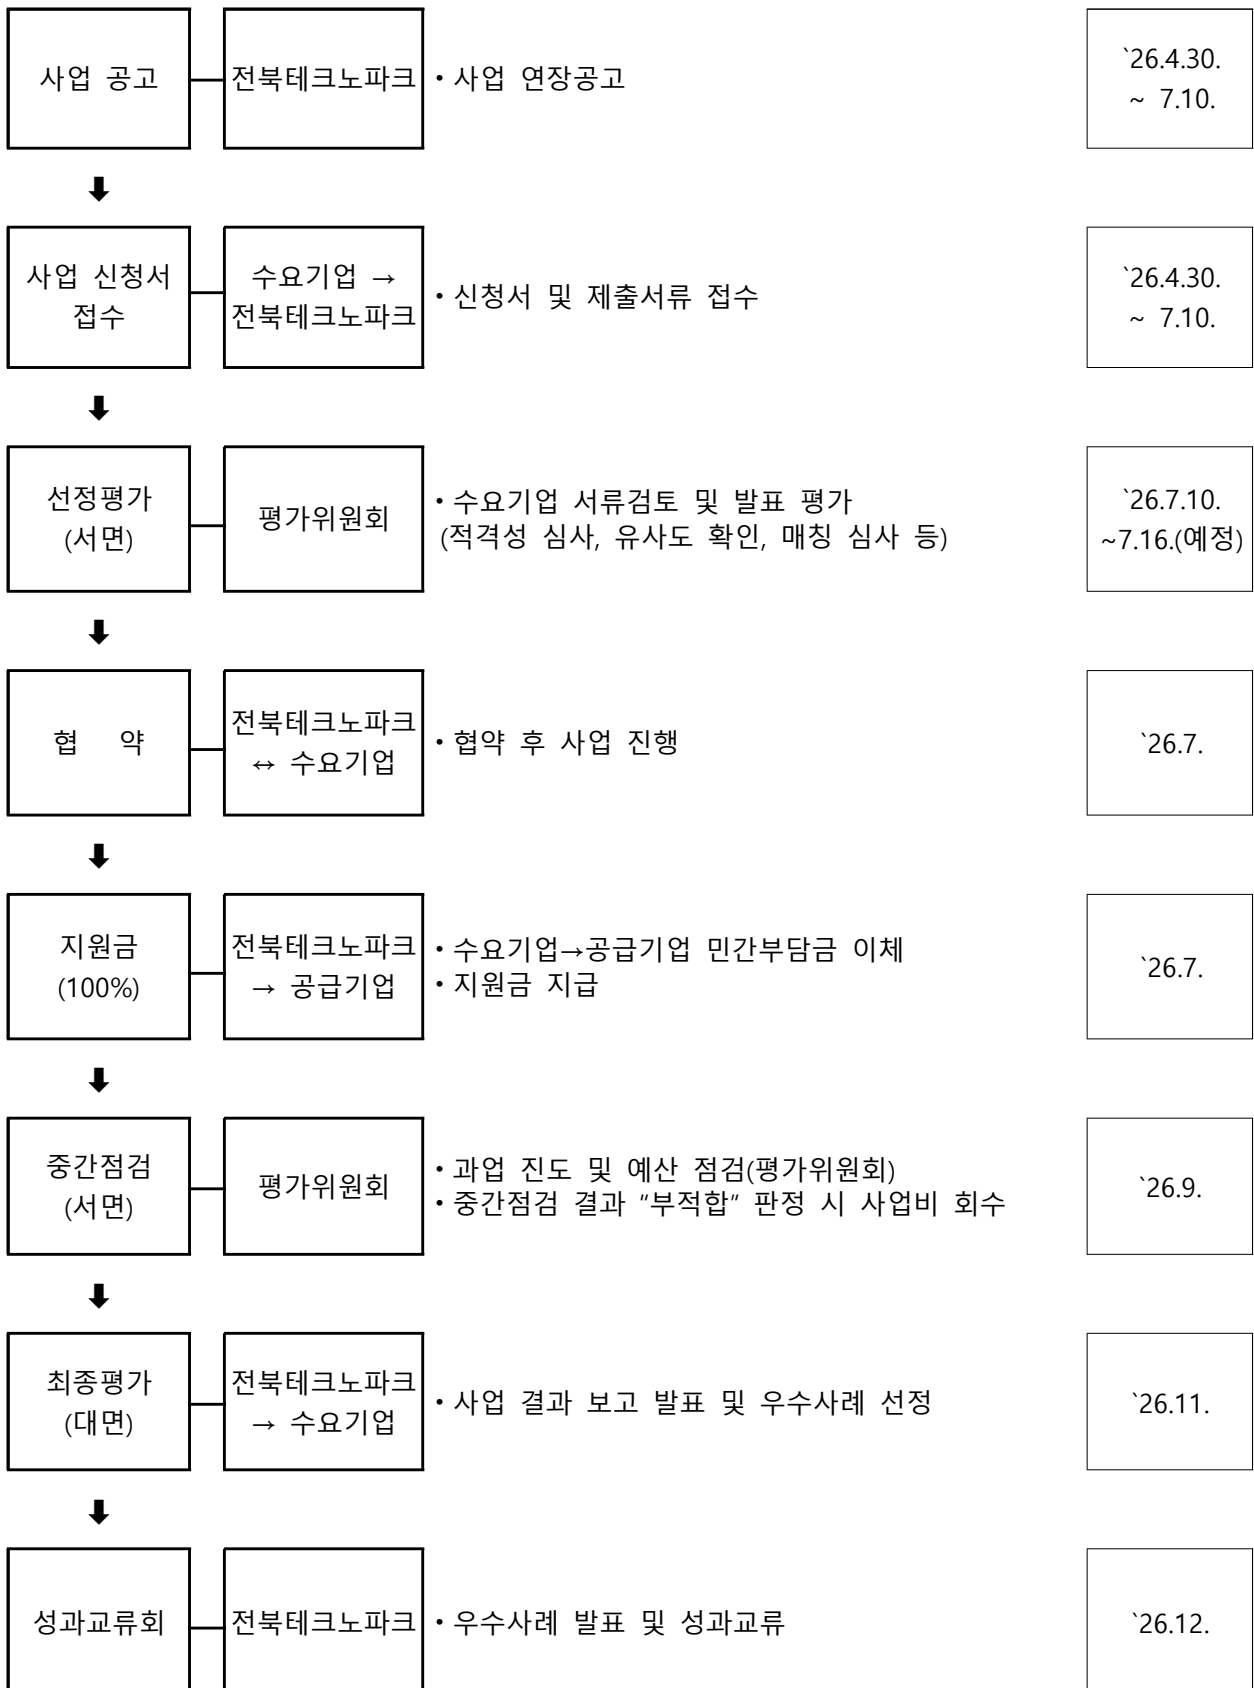 사업 공고
전북테크노파크
• 사업 연장공고
`26.4.30.
~ 7.10.
사업 신청서
접수
수요기업 →
전북테크노파크
• 신청서 및 제출서류 접수
`26.4.30.
~ 7.10.
선정평가
(서면)
평가위원회
• 수요기업 서류검토 및 발표 평가
(적격성 심사, 유사도 확인, 매칭 심사 등)
`26.7.10.
~7.16.(예정)
협 약
전북테크노파크
↔ 수요기업
• 협약 후 사업 진행
`26.7.
지원금
(100%)
전북테크노파크
→ 공급기업
• 수요기업→공급기업 민간부담금 이체
• 지원금 지급
`26.7.
중간점검
(서면)
평가위원회
• 과업 진도 및 예산 점검(평가위원회)
• 중간점검 결과 “부적합” 판정 시 사업비 회수
`26.9.
최종평가
(대면)
전북테크노파크
→ 수요기업
• 사업 결과 보고 발표 및 우수사례 선정
`26.11.
성과교류회
전북테크노파크
• 우수사례 발표 및 성과교류
`26.12.